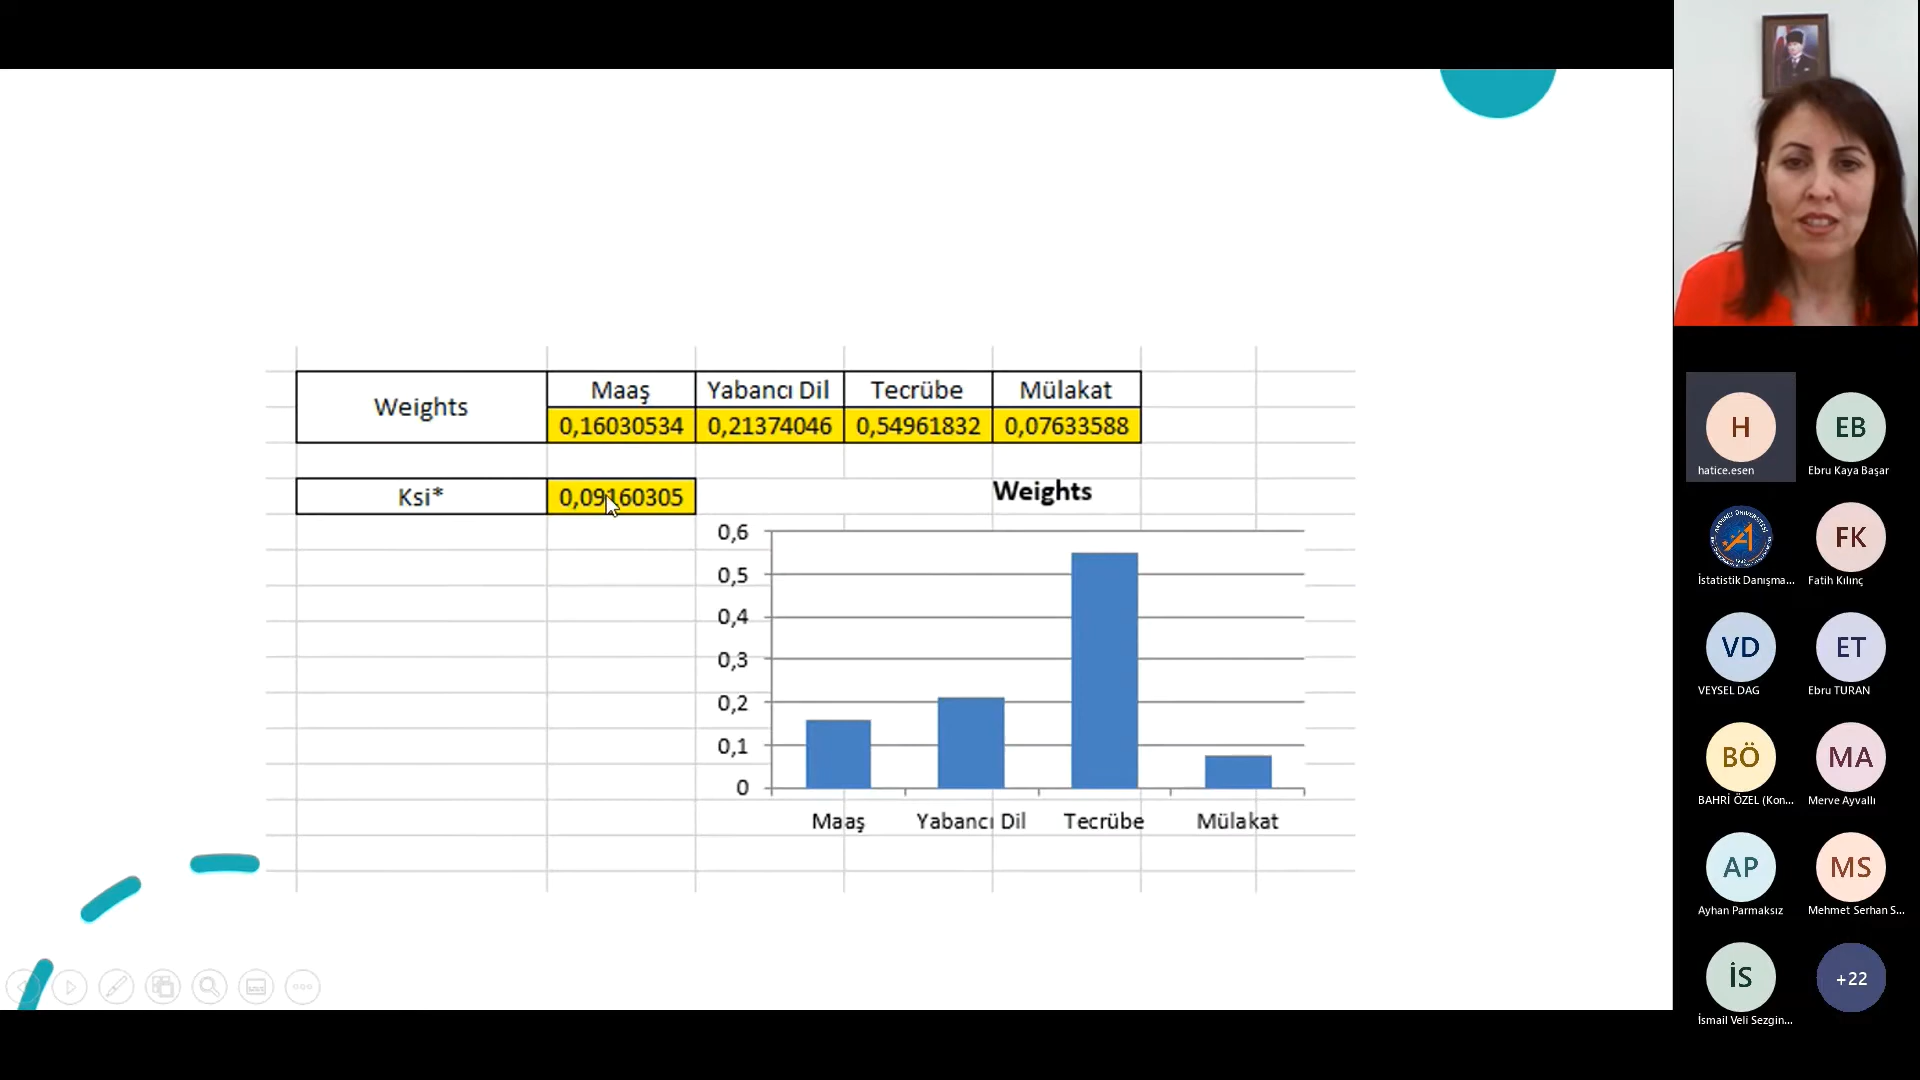 Weights
Maaş Yabancı Dil Tecrübe Mülakat
0,16030534 0,21374046 0,54961832 0,07633588
Ksi* 0,09160305
Weights
0,6
0,5
0,4
0,3
0,2
0,1
0
Maaş Yabancı Dil Tecrübe Mülakat
H EB
hatice.esen Ebru Kaya Başar
FK
İstatistik Danışma... Fatih Kılınç
VD ET
VEYSEL DAG Ebru TURAN
BÖ MA
BAHRİ ÖZEL (Kon... Merve Ayvallı
AP MS
Ayhan Parmaksız Mehmet Serhan S...
İS +22
İsmail Veli Sezgin...